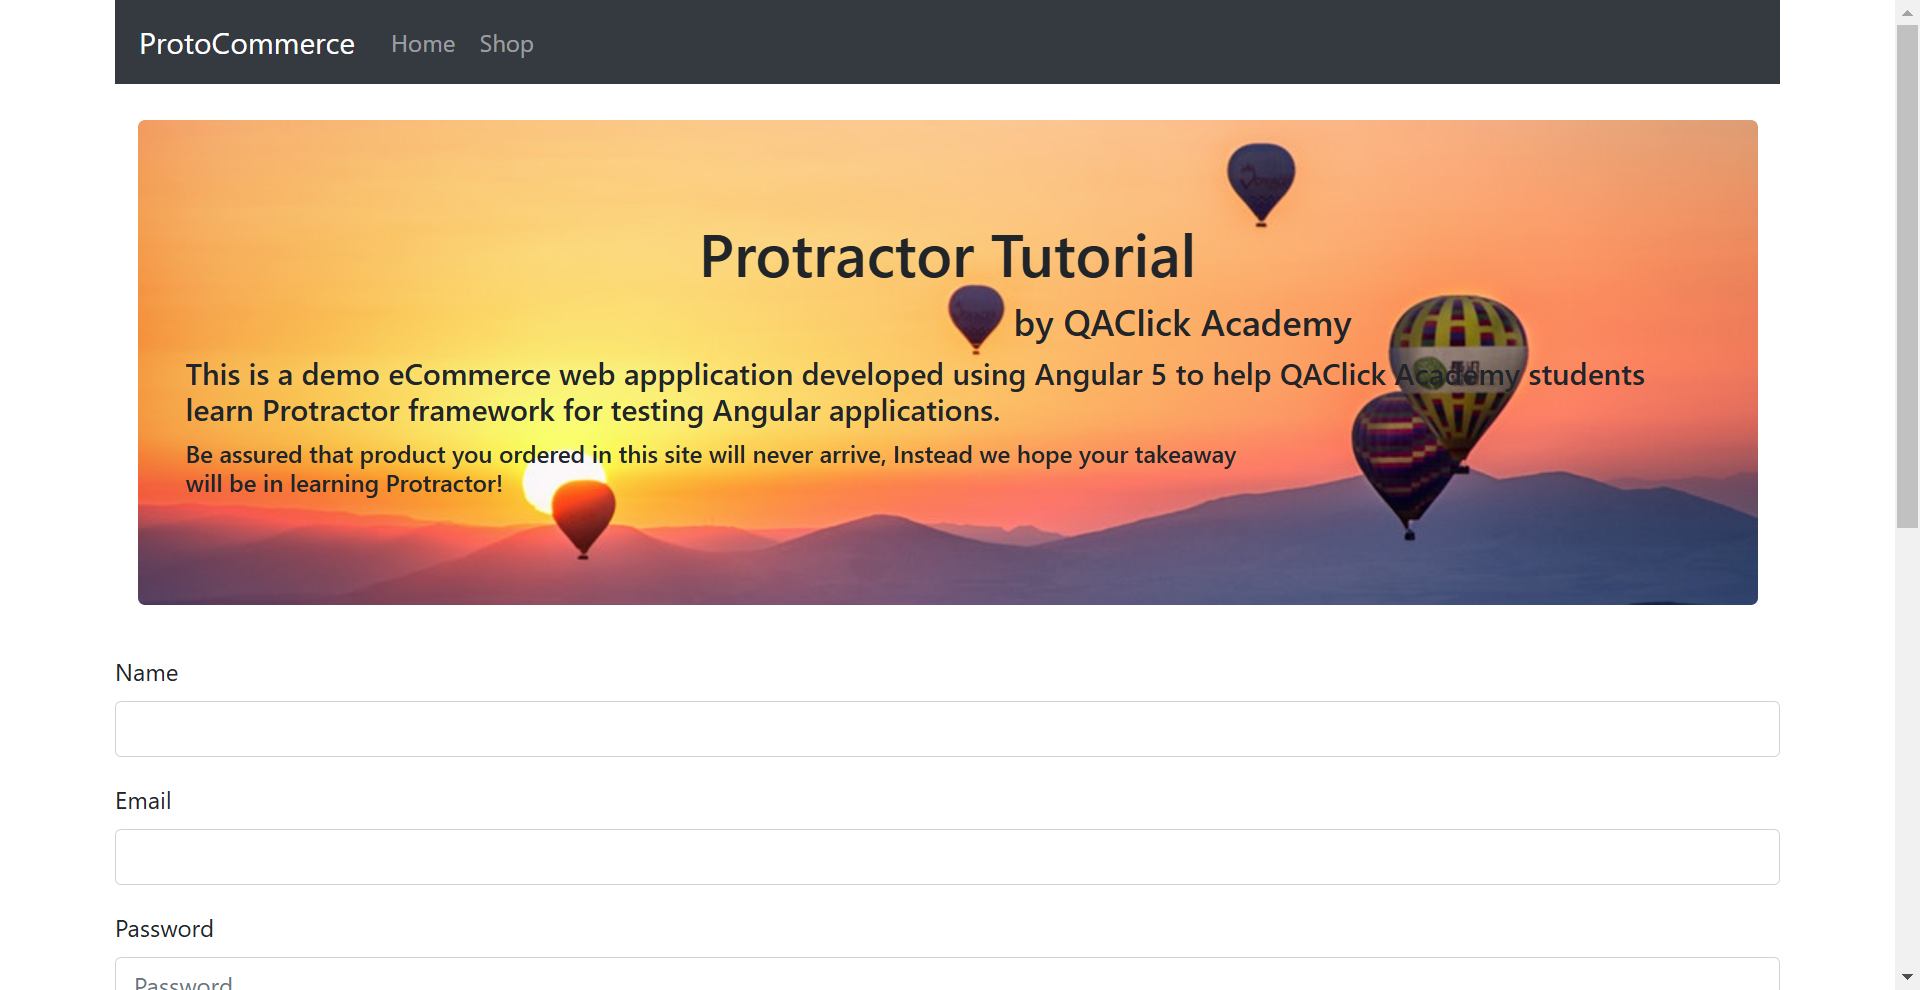 ProtoCommerce Home Shop
Protractor Tutorial
by QAClick Academy
This is a demo eCommerce web appplication developed using Angular 5 to help QAClick Academy students
learn Protractor framework for testing Angular applications.
Be assured that product you ordered in this site will never arrive, Instead we hope your takeaway
will be in learning Protractor!
Name
Email
Password
Password